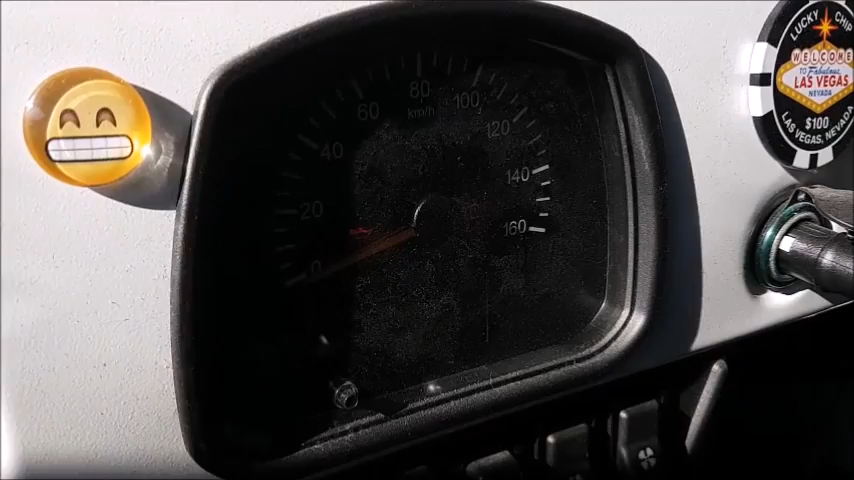 0
20
40
60
80
100
120
140
160
km/h
LUCKY CHIP
WELCOME
TO Fabulous
LAS VEGAS
NEVADA
$100
LAS VEGAS, NEVADA